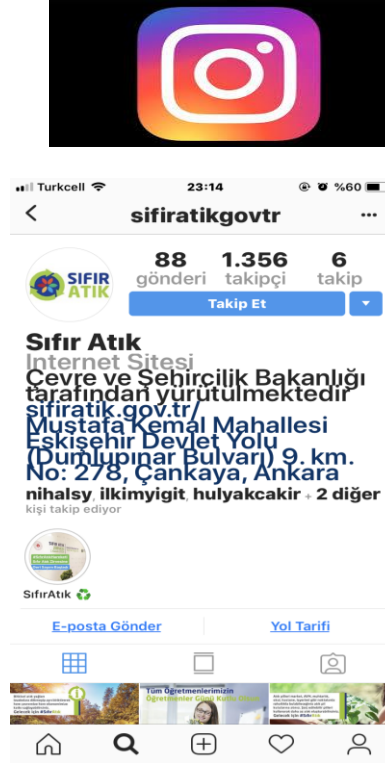 Turkcell 23:14 %60
sifiratikgovtr
88 1.356 6
gönderi takipçi takip
SIFIR
ATIK
Takip Et
Sıfır Atık
Internet Sitesi
Çevre ve Şehircilik Bakanlığı
tarafından yürütülmektedir
sifiratik.gov.tr/
Mustafa Kemal Mahallesi
Eskişehir Devlet Yolu
(Dumlupınar Bulvarı) 9. km.
No: 278, Çankaya, Ankara
nihalsy, ilkimyigit, hulyakcakir + 2 diğer
kişi takip ediyor
SıfırAtık
E-posta Gönder Yol Tarifi
Tüm Öğretmenlerimizin
Öğretmenler Günü Kutlu Olsun